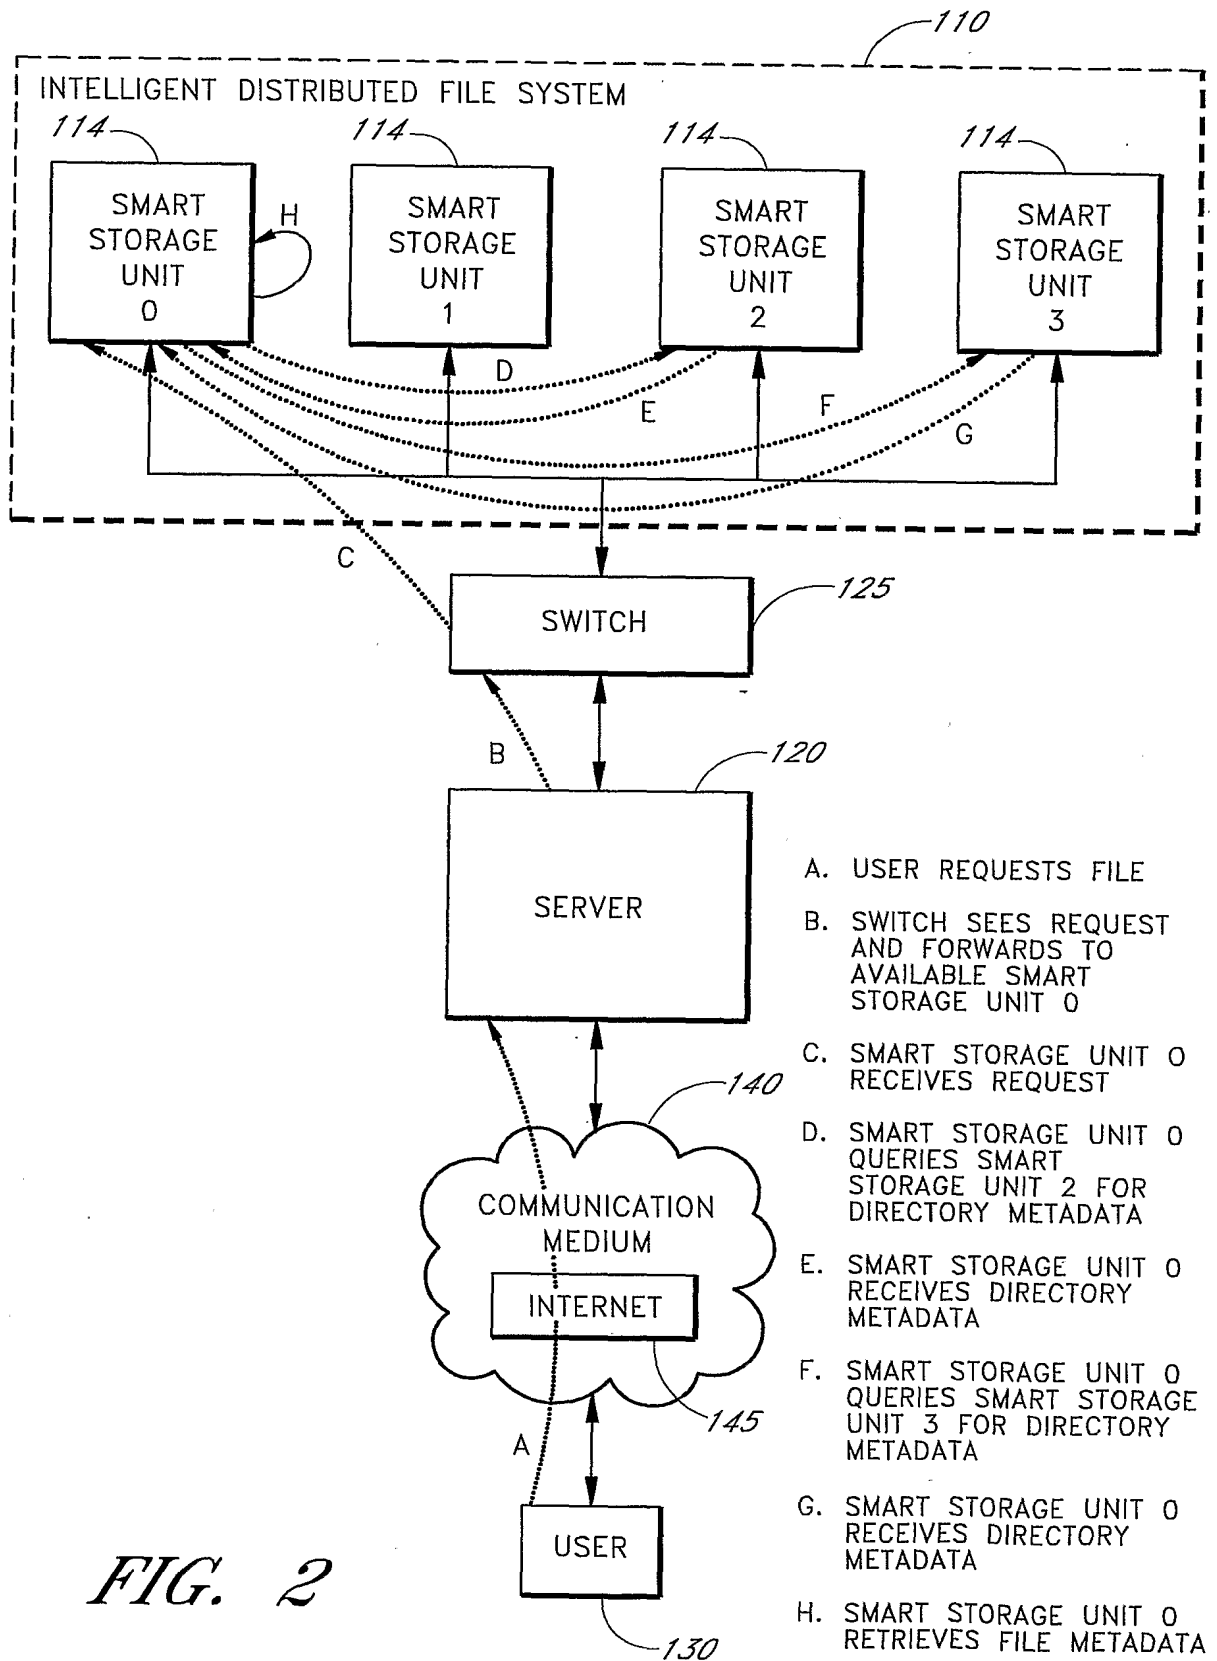 110
INTELLIGENT DISTRIBUTED FILE SYSTEM
114
114
114
114
SMART
STORAGE
UNIT
0
H
SMART
STORAGE
UNIT
1
SMART
STORAGE
UNIT
2
SMART
STORAGE
UNIT
3
D
E
F
G
C
SWITCH
125
B
120
SERVER
140
COMMUNICATION
MEDIUM
INTERNET
145
A
USER
130
A. USER REQUESTS FILE
B. SWITCH SEES REQUEST
AND FORWARDS TO
AVAILABLE SMART
STORAGE UNIT 0
C. SMART STORAGE UNIT 0
RECEIVES REQUEST
D. SMART STORAGE UNIT 0
QUERIES SMART
STORAGE UNIT 2 FOR
DIRECTORY METADATA
E. SMART STORAGE UNIT 0
RECEIVES DIRECTORY
METADATA
F. SMART STORAGE UNIT 0
QUERIES SMART STORAGE
UNIT 3 FOR DIRECTORY
METADATA
G. SMART STORAGE UNIT 0
RECEIVES DIRECTORY
METADATA
H. SMART STORAGE UNIT 0
RETRIEVES FILE METADATA
FIG. 2